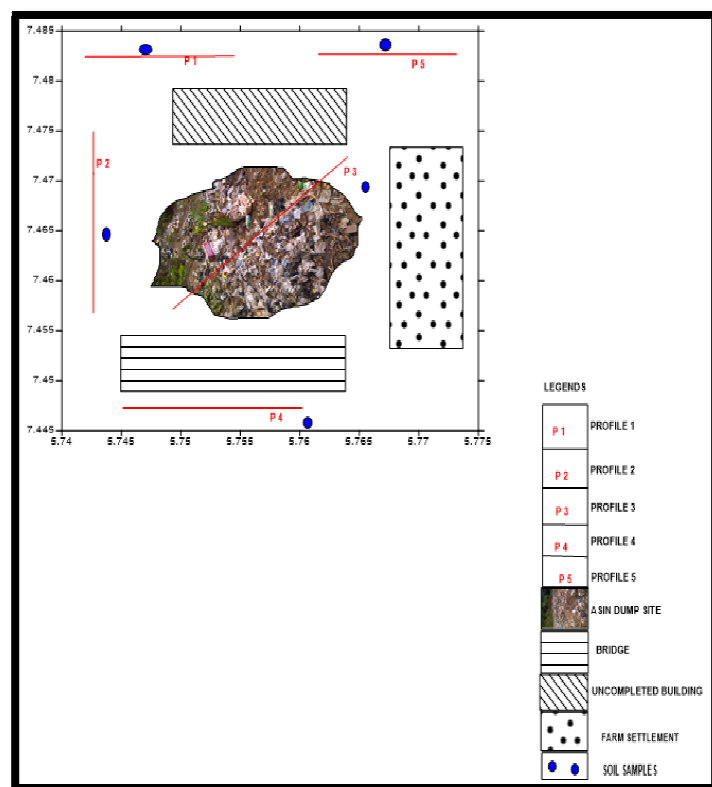 7.485
P 1
P 5
7.48
7.475
P 2
P 3
7.47
7.465
7.46
7.455
7.45
P 4
7.445
5.74
5.745
5.75
5.755
5.76
5.765
5.77
5.775
LEGENDS
P 1 PROFILE 1
P 2 PROFILE 2
P 3 PROFILE 3
P 4 PROFILE 4
P 5 PROFILE 5
ASIN DUMP SITE
BRIDGE
UNCOMPLETED BUILDING
FARM SETTLEMENT
SOIL SAMPLES